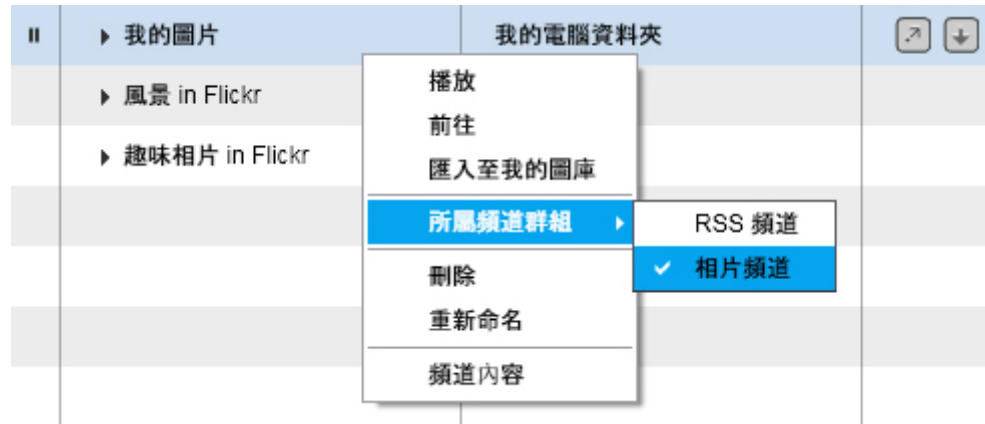 我的圖片 我的電腦資料夾
風景 in Flickr
趣味相片 in Flickr
播放
前往
匯入至我的圖庫
所屬頻道群組
RSS 頻道
相片頻道
刪除
重新命名
頻道內容